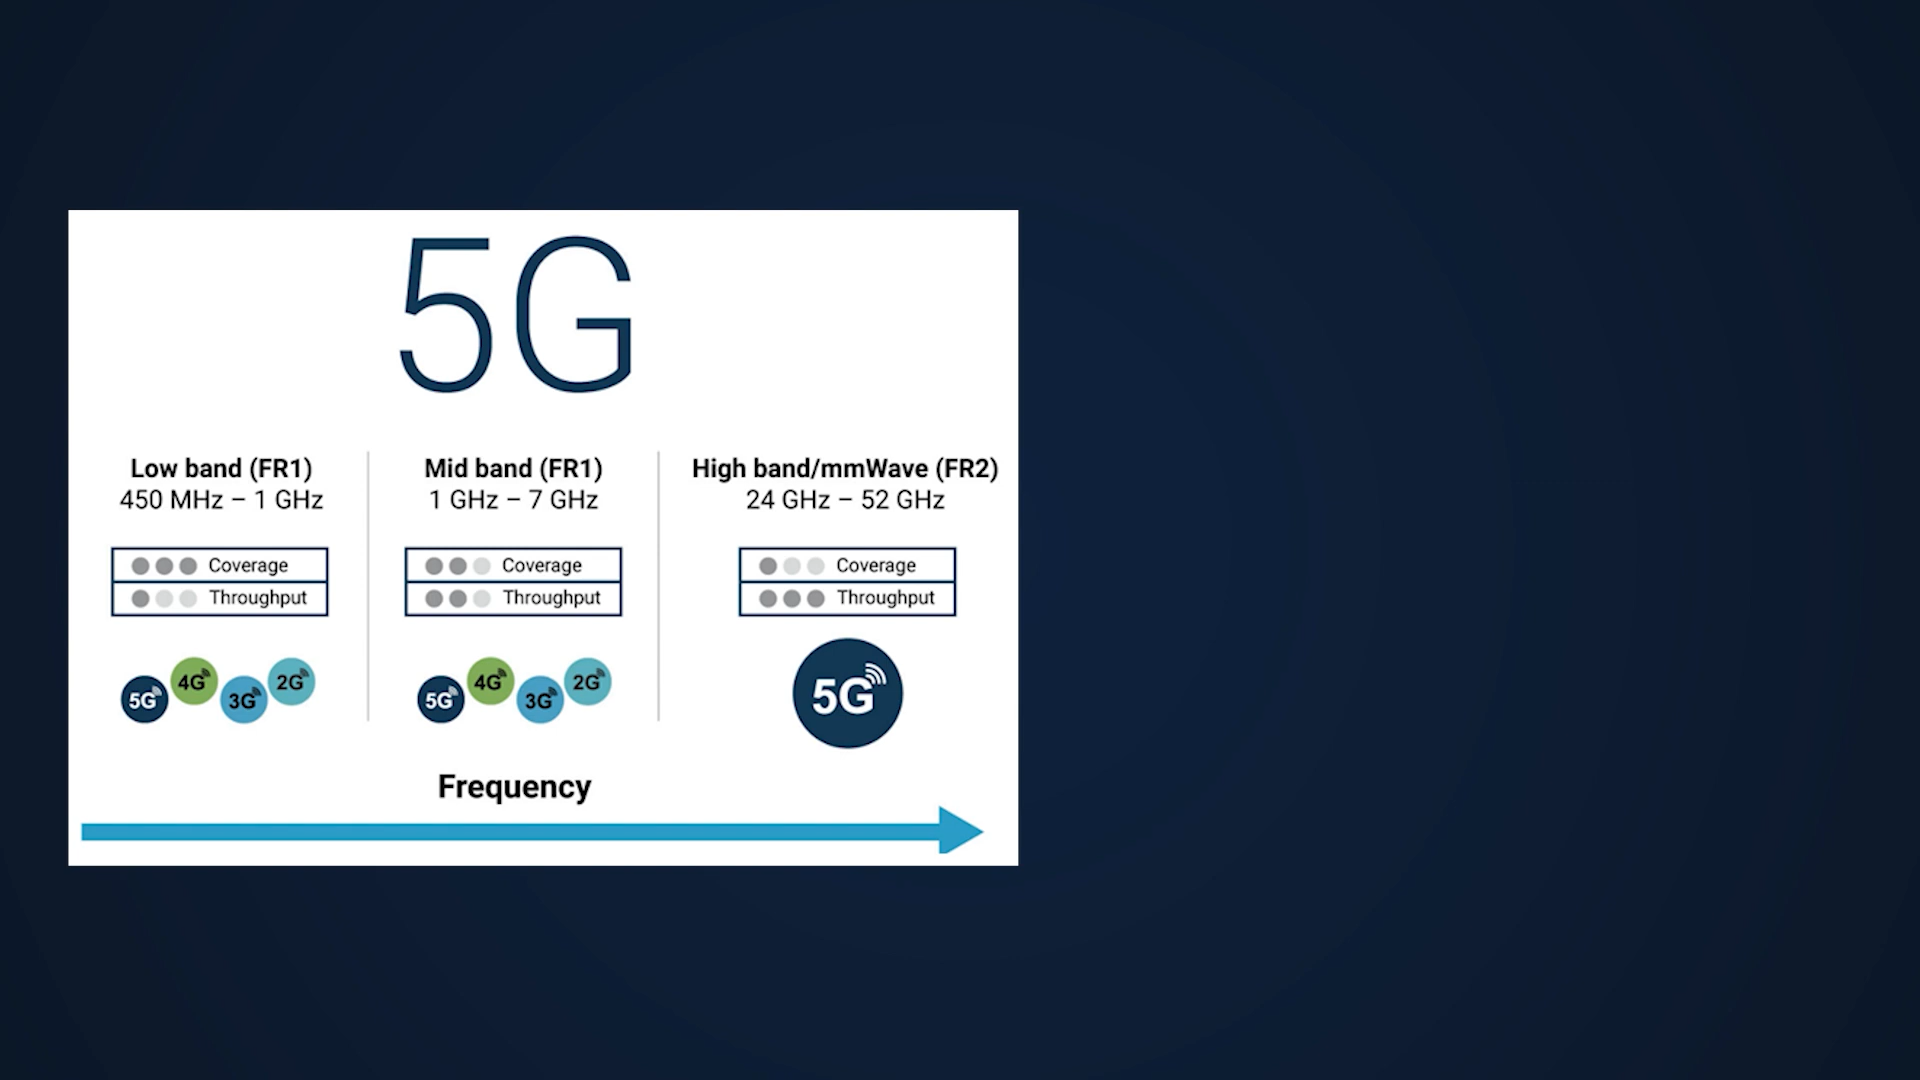 5G
Low band (FR1)
450 MHz – 1 GHz
Coverage
Throughput
5G 4G 3G 2G
Mid band (FR1)
1 GHz – 7 GHz
Coverage
Throughput
5G 4G 3G 2G
High band/mmWave (FR2)
24 GHz – 52 GHz
Coverage
Throughput
5G
Frequency